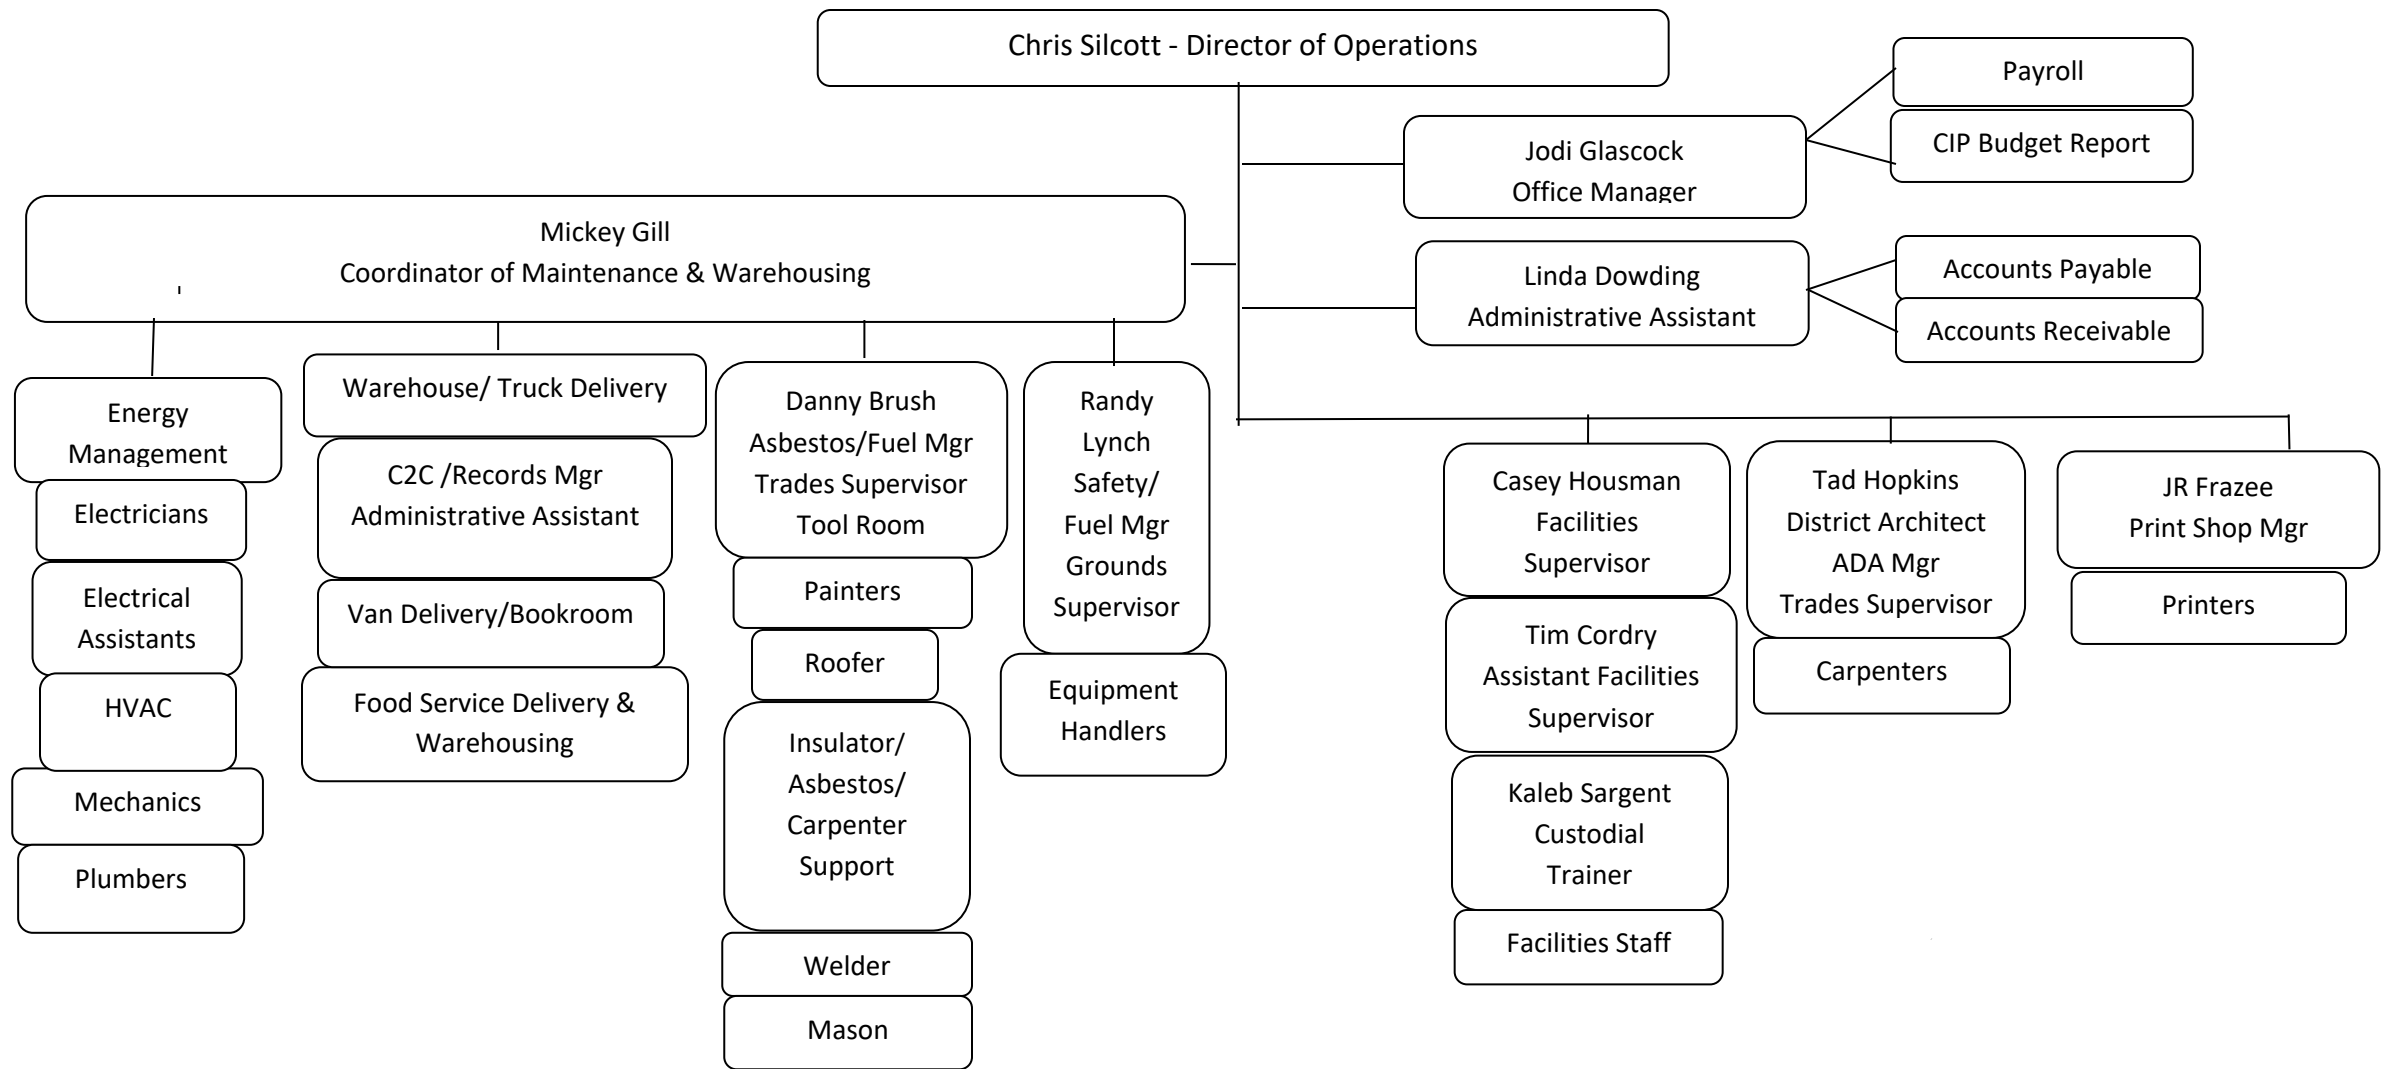 Chris Silcott - Director of Operations
Payroll
CIP Budget Report
Jodi Glascock
Office Manager
Mickey Gill
Coordinator of Maintenance & Warehousing
Linda Dowding
Administrative Assistant
Accounts Payable
Accounts Receivable
Energy
Management
Electricians
Electrical
Assistants
HVAC
Mechanics
Plumbers
Warehouse/ Truck Delivery
C2C /Records Mgr
Administrative Assistant
Van Delivery/Bookroom
Food Service Delivery &
Warehousing
Danny Brush
Asbestos/Fuel Mgr
Trades Supervisor
Tool Room
Painters
Roofer
Insulator/
Asbestos/
Carpenter
Support
Welder
Mason
Randy
Lynch
Safety/
Fuel Mgr
Grounds
Supervisor
Equipment
Handlers
Casey Housman
Facilities
Supervisor
Tim Cordry
Assistant Facilities
Supervisor
Kaleb Sargent
Custodial
Trainer
Facilities Staff
Tad Hopkins
District Architect
ADA Mgr
Trades Supervisor
Carpenters
JR Frazee
Print Shop Mgr
Printers